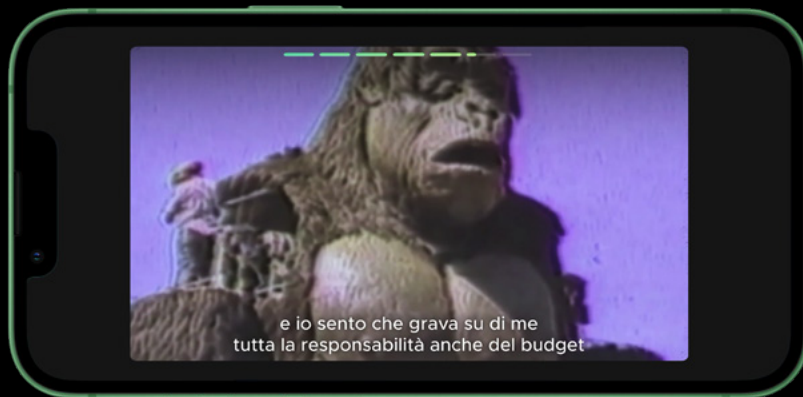 e io sento che grava su di me
tutta la responsabilità anche del budget